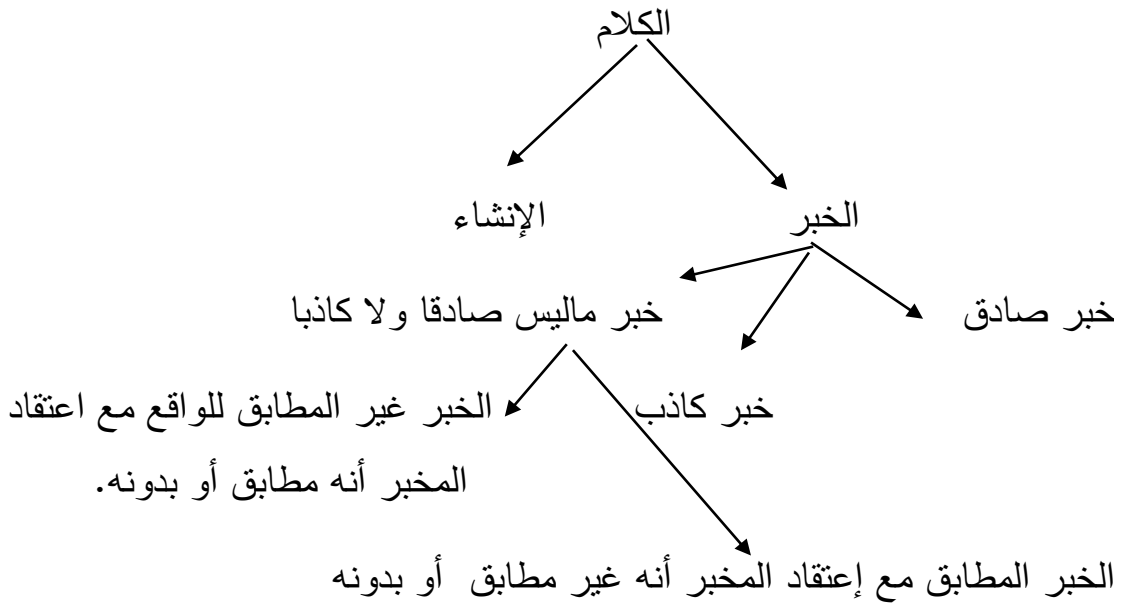 الكلام
الخبر
الإنشاء
خبر صادق
خبر ماليس صادقا ولا كاذبا
خبر كاذب
الخبر غير المطابق للواقع مع اعتقاد
المخبر أنه مطابق أو بدونه.
الخبر المطابق مع إعتقاد المخبر أنه غير مطابق أو بدونه